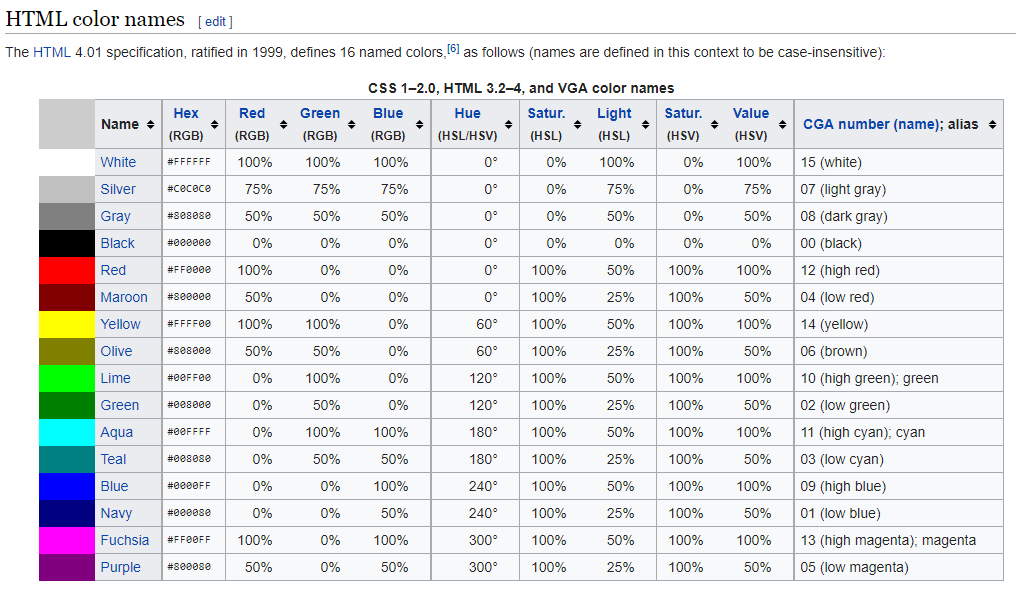 HTML color names [ edit ]
The HTML 4.01 specification, ratified in 1999, defines 16 named colors,[6] as follows (names are defined in this context to be case-insensitive):
CSS 1–2.0, HTML 3.2–4, and VGA color names
Name Hex (RGB) Red (RGB) Green (RGB) Blue (RGB) Hue (HSL/HSV) Satur. (HSL) Light (HSL) Satur. (HSV) Value (HSV) CGA number (name); alias
White #FFFFFF 100% 100% 100% 0° 0% 100% 0% 100% 15 (white)
Silver #C0C0C0 75% 75% 75% 0° 0% 75% 0% 75% 07 (light gray)
Gray #808080 50% 50% 50% 0° 0% 50% 0% 50% 08 (dark gray)
Black #000000 0% 0% 0% 0° 0% 0% 0% 0% 00 (black)
Red #FF0000 100% 0% 0% 0° 100% 50% 100% 100% 12 (high red)
Maroon #800000 50% 0% 0% 0° 100% 25% 100% 50% 04 (low red)
Yellow #FFFF00 100% 100% 0% 60° 100% 50% 100% 100% 14 (yellow)
Olive #808000 50% 50% 0% 60° 100% 25% 100% 50% 06 (brown)
Lime #00FF00 0% 100% 0% 120° 100% 50% 100% 100% 10 (high green); green
Green #008000 0% 50% 0% 120° 100% 25% 100% 50% 02 (low green)
Aqua #00FFFF 0% 100% 100% 180° 100% 50% 100% 100% 11 (high cyan); cyan
Teal #008080 0% 50% 50% 180° 100% 25% 100% 50% 03 (low cyan)
Blue #0000FF 0% 0% 100% 240° 100% 50% 100% 100% 09 (high blue)
Navy #000080 0% 0% 50% 240° 100% 25% 100% 50% 01 (low blue)
Fuchsia #FF00FF 100% 0% 100% 300° 100% 50% 100% 100% 13 (high magenta); magenta
Purple #800080 50% 0% 50% 300° 100% 25% 100% 50% 05 (low magenta)